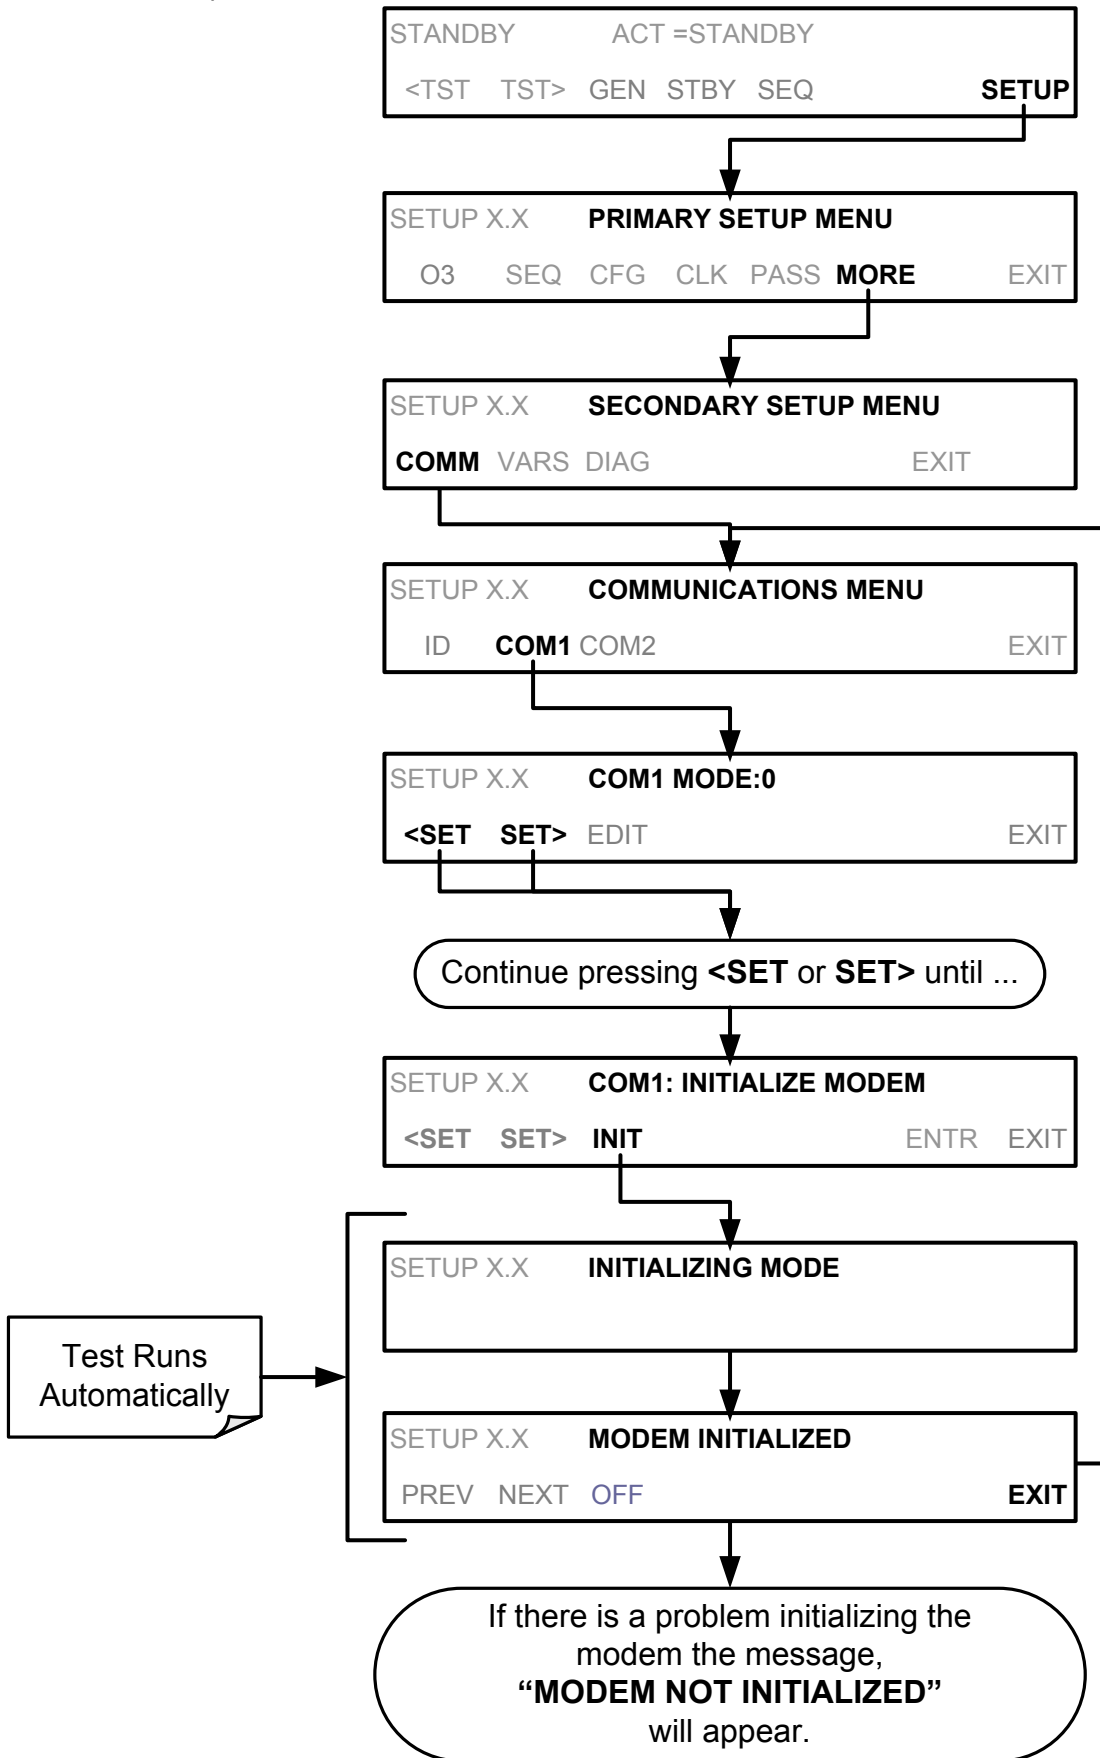 STANDBY ACT =STANDBY
<TST TST> GEN STBY SEQ SETUP
SETUP X.X PRIMARY SETUP MENU
O3 SEQ CFG CLK PASS MORE EXIT
SETUP X.X SECONDARY SETUP MENU
COMM VARS DIAG EXIT
SETUP X.X COMMUNICATIONS MENU
ID COM1 COM2 EXIT
SETUP X.X COM1 MODE:0
<SET SET> EDIT EXIT
Continue pressing <SET or SET> until ...
SETUP X.X COM1: INITIALIZE MODEM
<SET SET> INIT ENTR EXIT
SETUP X.X INITIALIZING MODE
Test Runs
Automatically
SETUP X.X MODEM INITIALIZED
PREV NEXT OFF EXIT
If there is a problem initializing the
modem the message,
“MODEM NOT INITIALIZED”
will appear.